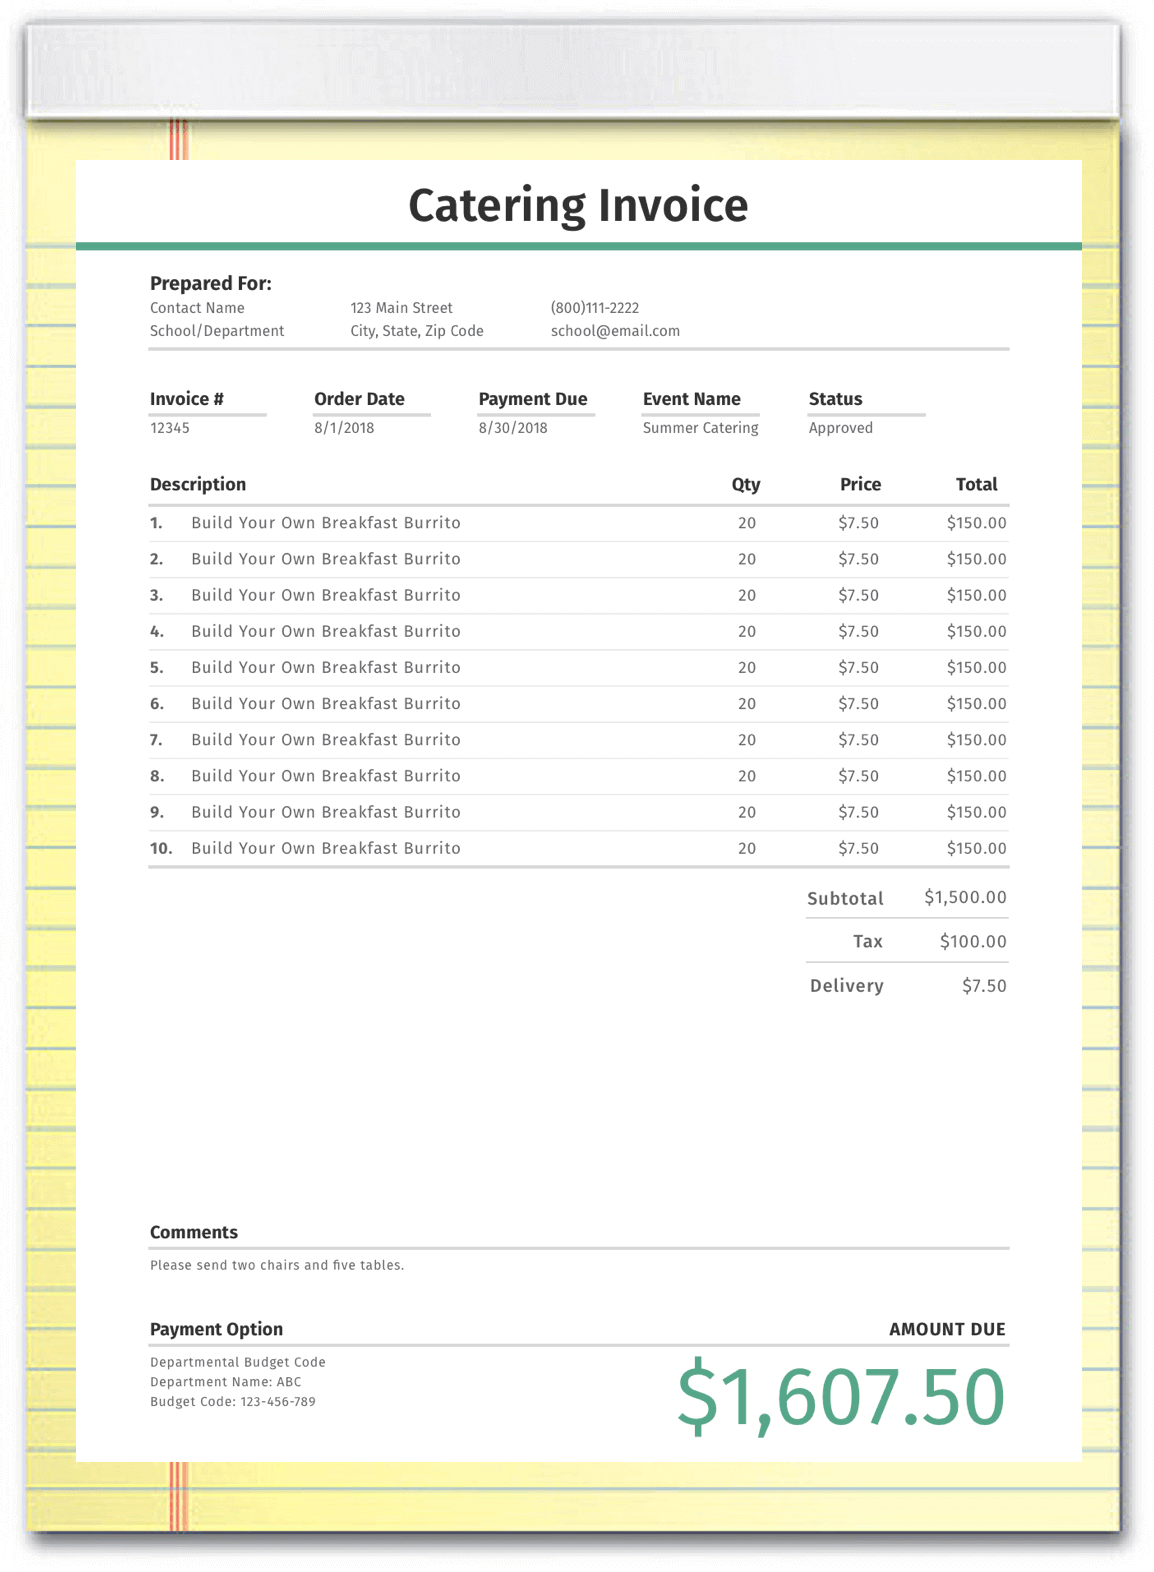 Catering Invoice
Prepared For:
Contact Name 123 Main Street (800)111-2222
School/Department City, State, Zip Code school@email.com
Invoice # Order Date Payment Due Event Name Status
12345 8/1/2018 8/30/2018 Summer Catering Approved
Description Qty Price Total
1. Build Your Own Breakfast Burrito 20 $7.50 $150.00
2. Build Your Own Breakfast Burrito 20 $7.50 $150.00
3. Build Your Own Breakfast Burrito 20 $7.50 $150.00
4. Build Your Own Breakfast Burrito 20 $7.50 $150.00
5. Build Your Own Breakfast Burrito 20 $7.50 $150.00
6. Build Your Own Breakfast Burrito 20 $7.50 $150.00
7. Build Your Own Breakfast Burrito 20 $7.50 $150.00
8. Build Your Own Breakfast Burrito 20 $7.50 $150.00
9. Build Your Own Breakfast Burrito 20 $7.50 $150.00
10. Build Your Own Breakfast Burrito 20 $7.50 $150.00
Subtotal $1,500.00
Tax $100.00
Delivery $7.50
Comments
Please send two chairs and five tables.
Payment Option AMOUNT DUE
Departmental Budget Code
Department Name: ABC
Budget Code: 123-456-789
$1,607.50